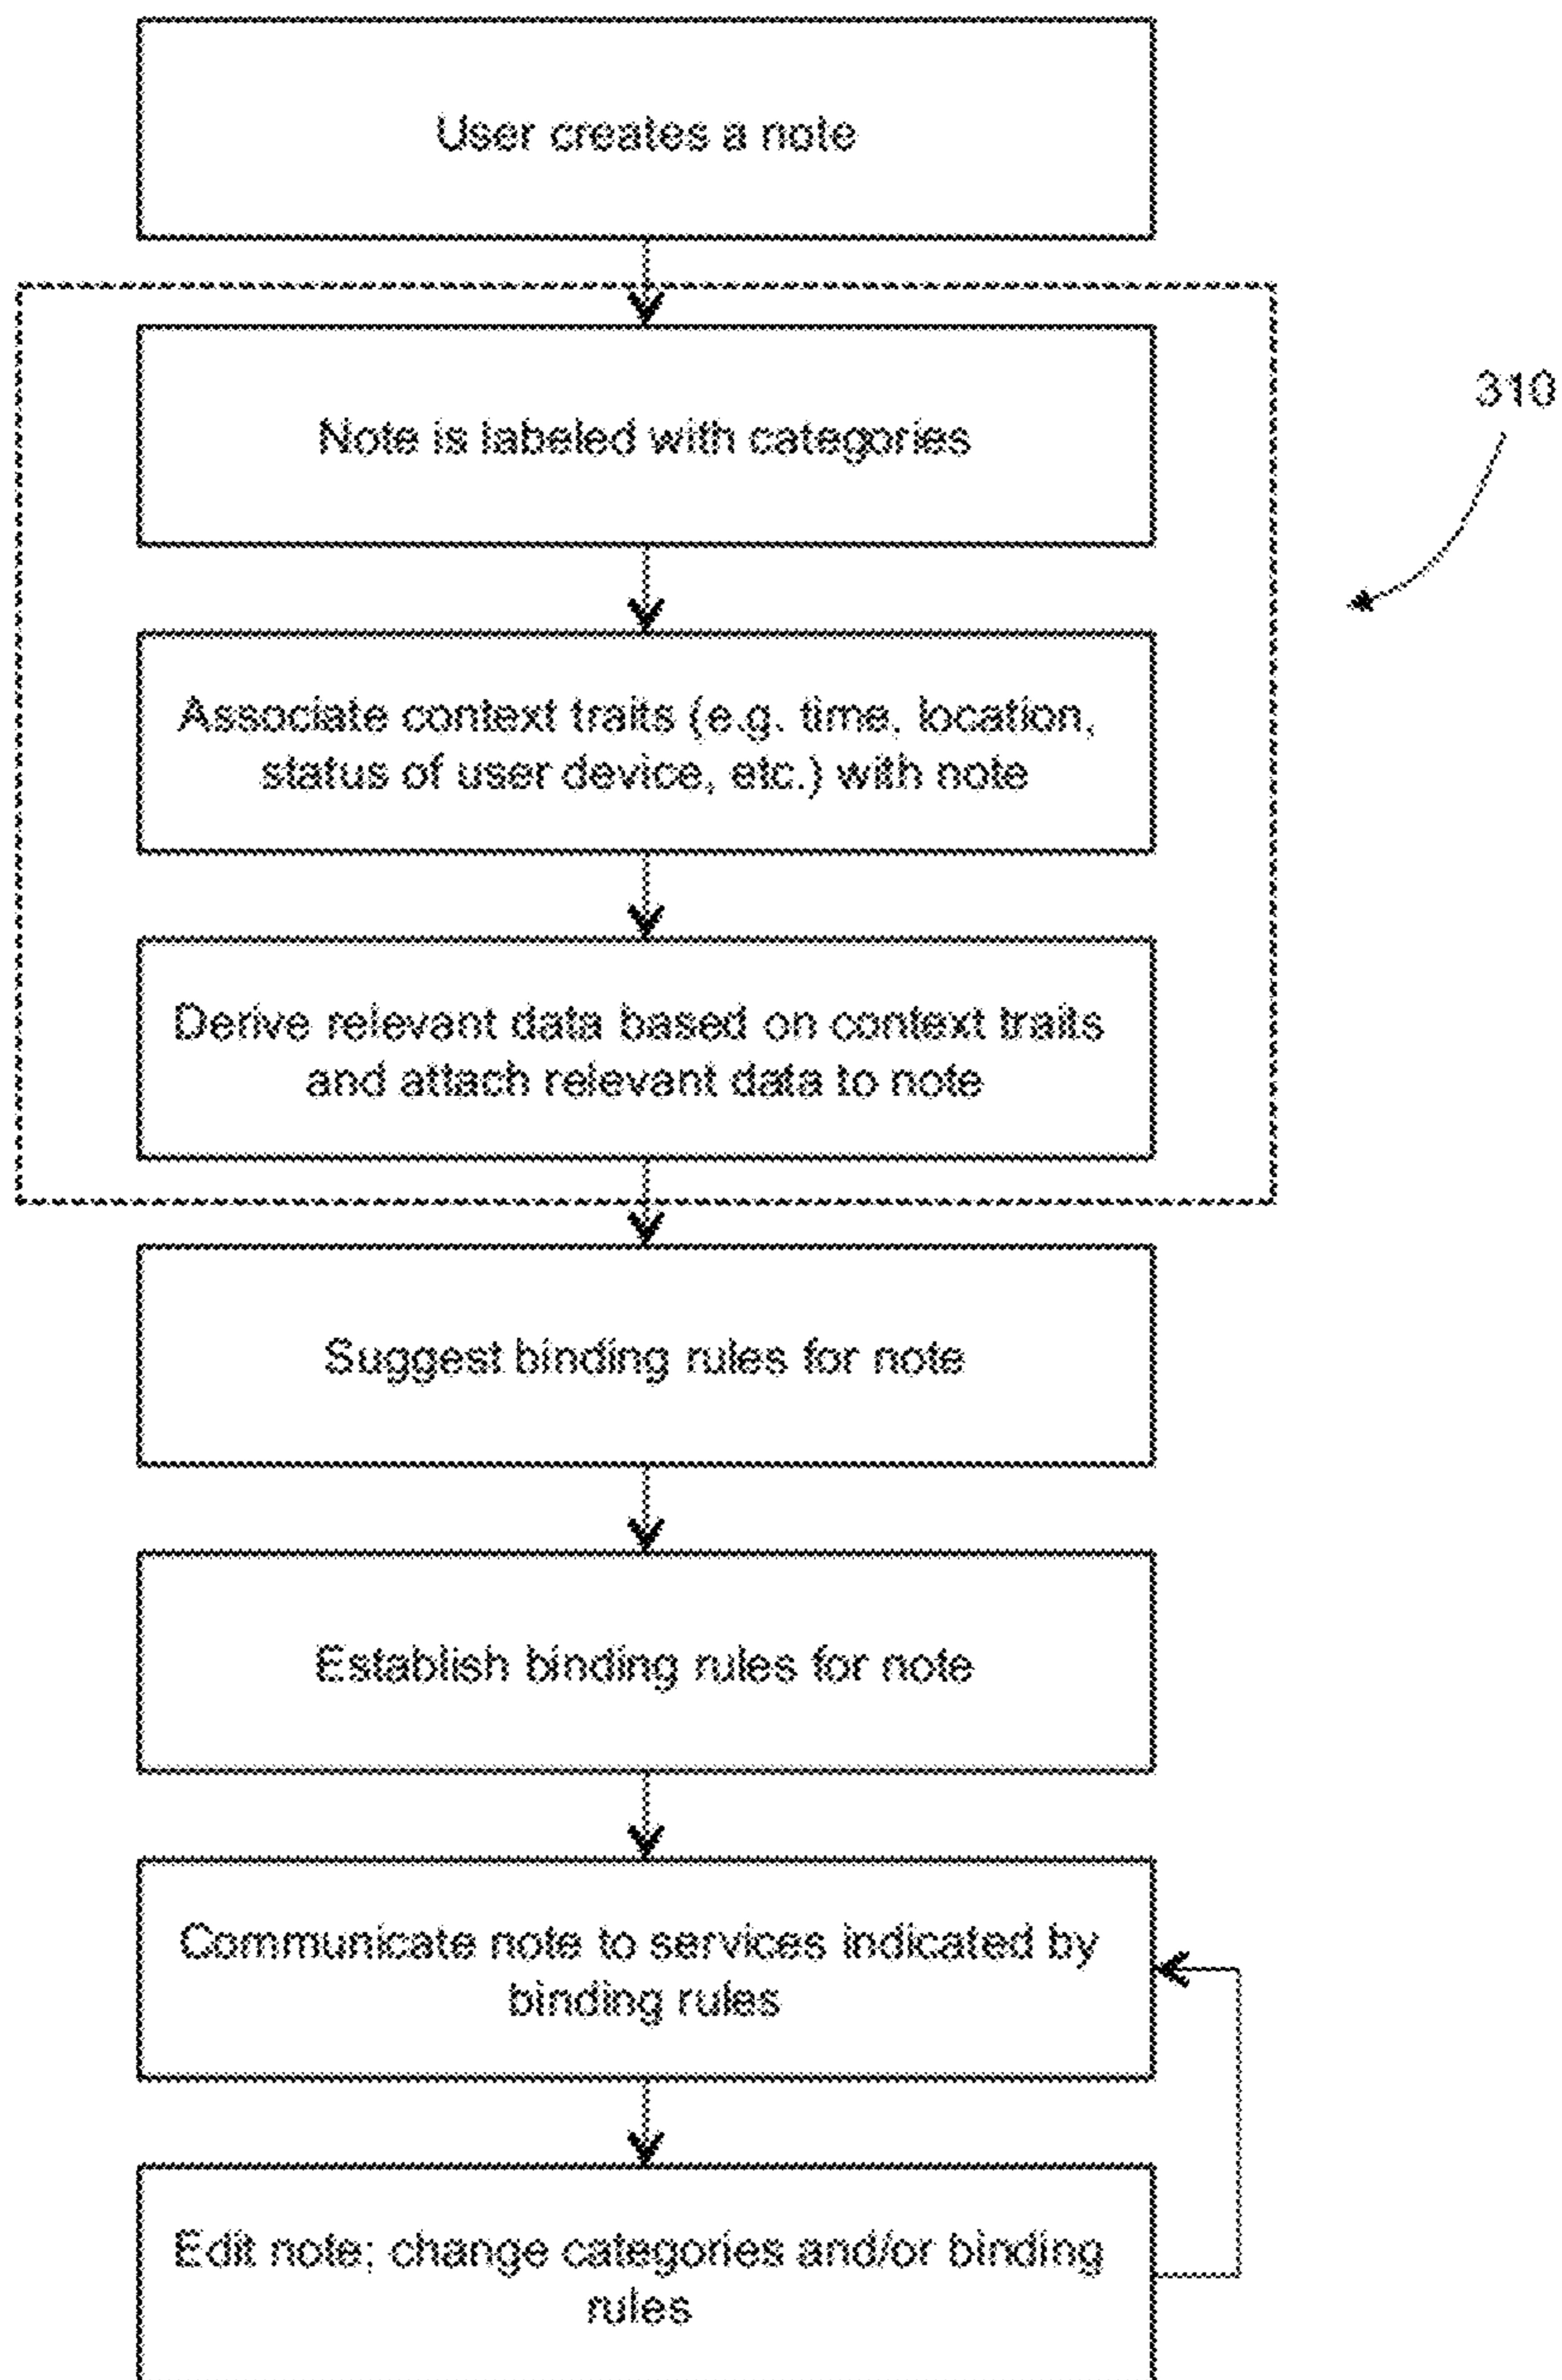 User creates a note
310
Note is labeled with categories
Associate context traits (e.g. time, location,
status of user device, etc.) with note
Derive relevant data based on context traits
and attach relevant data to note
Suggest binding rules for note
Establish binding rules for note
Communicate note to services indicated by
binding rules
Edit note; change categories and/or binding
rules